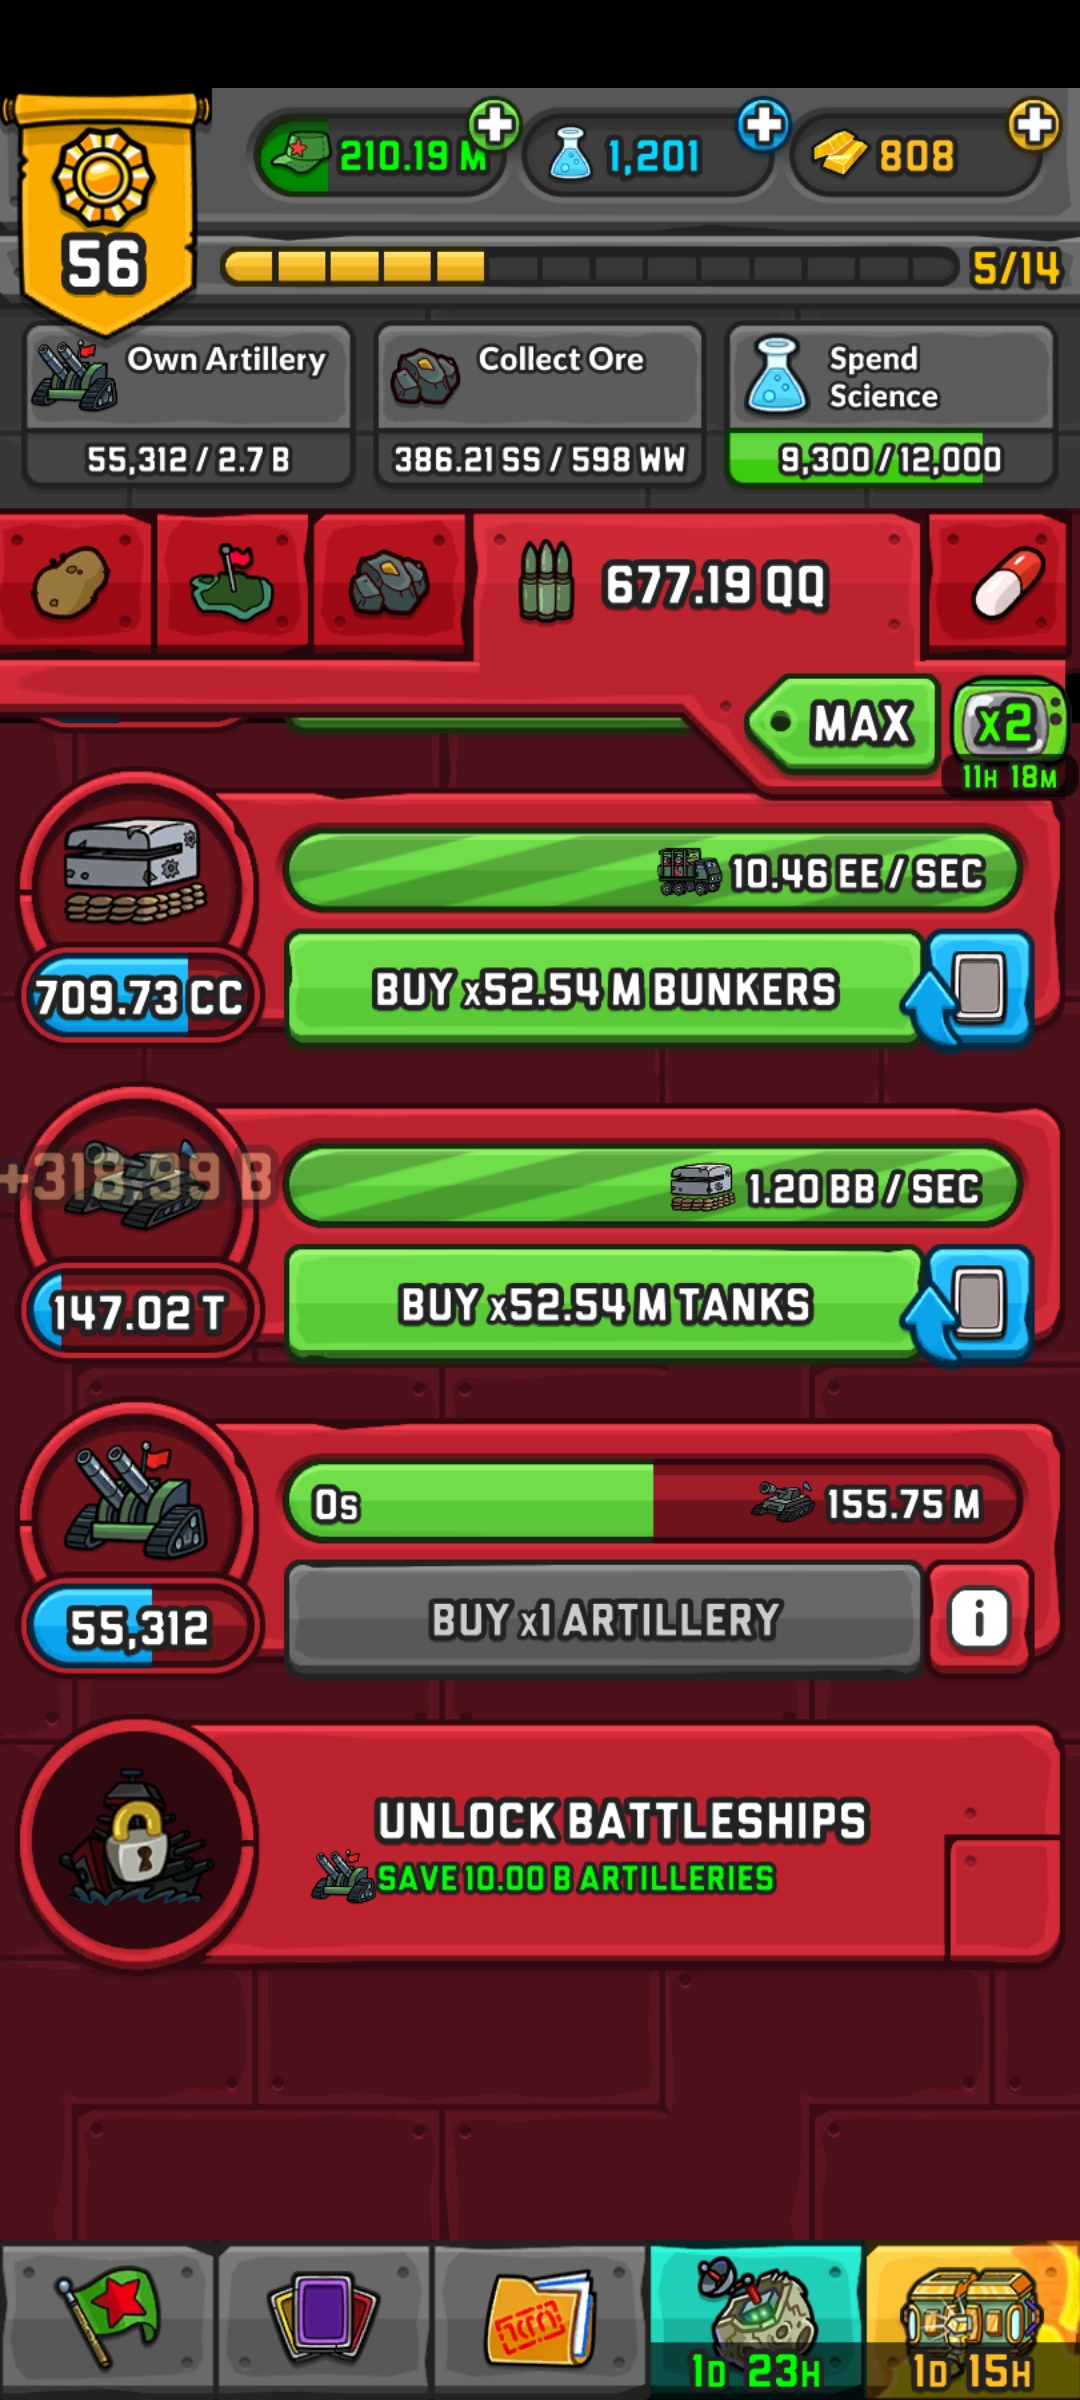 210.19 M
1,201
808
56
5/14
Own Artillery
55,312 / 2.7 B
Collect Ore
386.21 SS / 598 WW
Spend
Science
9,300 / 12,000
677.19 QQ
MAX
x2
11H 18M
10.46 EE / SEC
709.73 CC
BUY x52.54 M BUNKERS
+318.99 B
1.20 BB / SEC
147.02 T
BUY x52.54 M TANKS
0s
155.75 M
55,312
BUY x1 ARTILLERY
i
UNLOCK BATTLESHIPS
SAVE 10.00 B ARTILLERIES
1D 23H
1D 15H